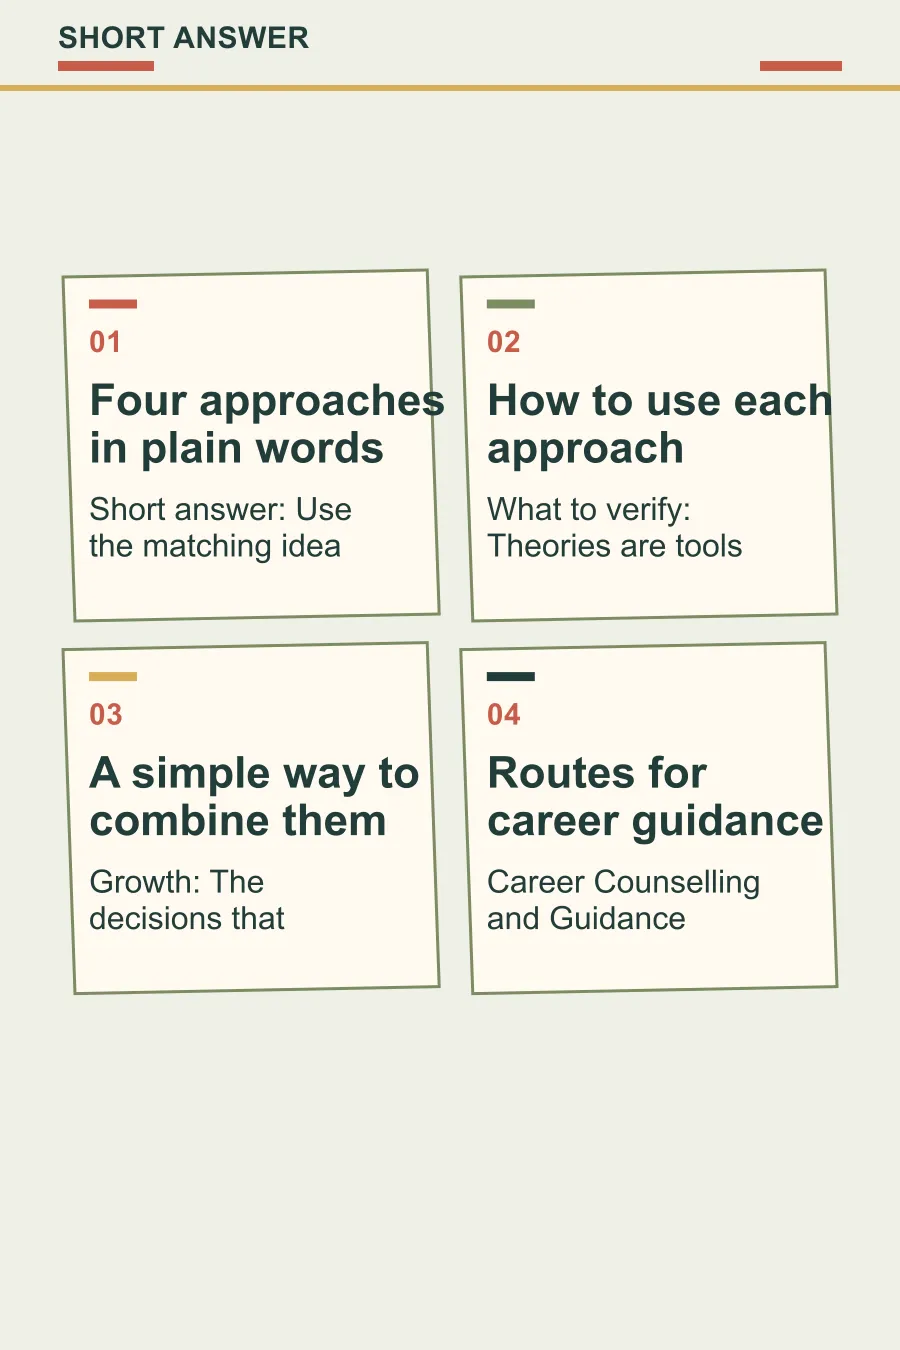 SHORT ANSWER
01
Four approaches
in plain words
Short answer: Use
the matching idea
02
How to use each
approach
What to verify:
Theories are tools
03
A simple way to
combine them
Growth: The
decisions that
04
Routes for
career guidance
Career Counselling
and Guidance